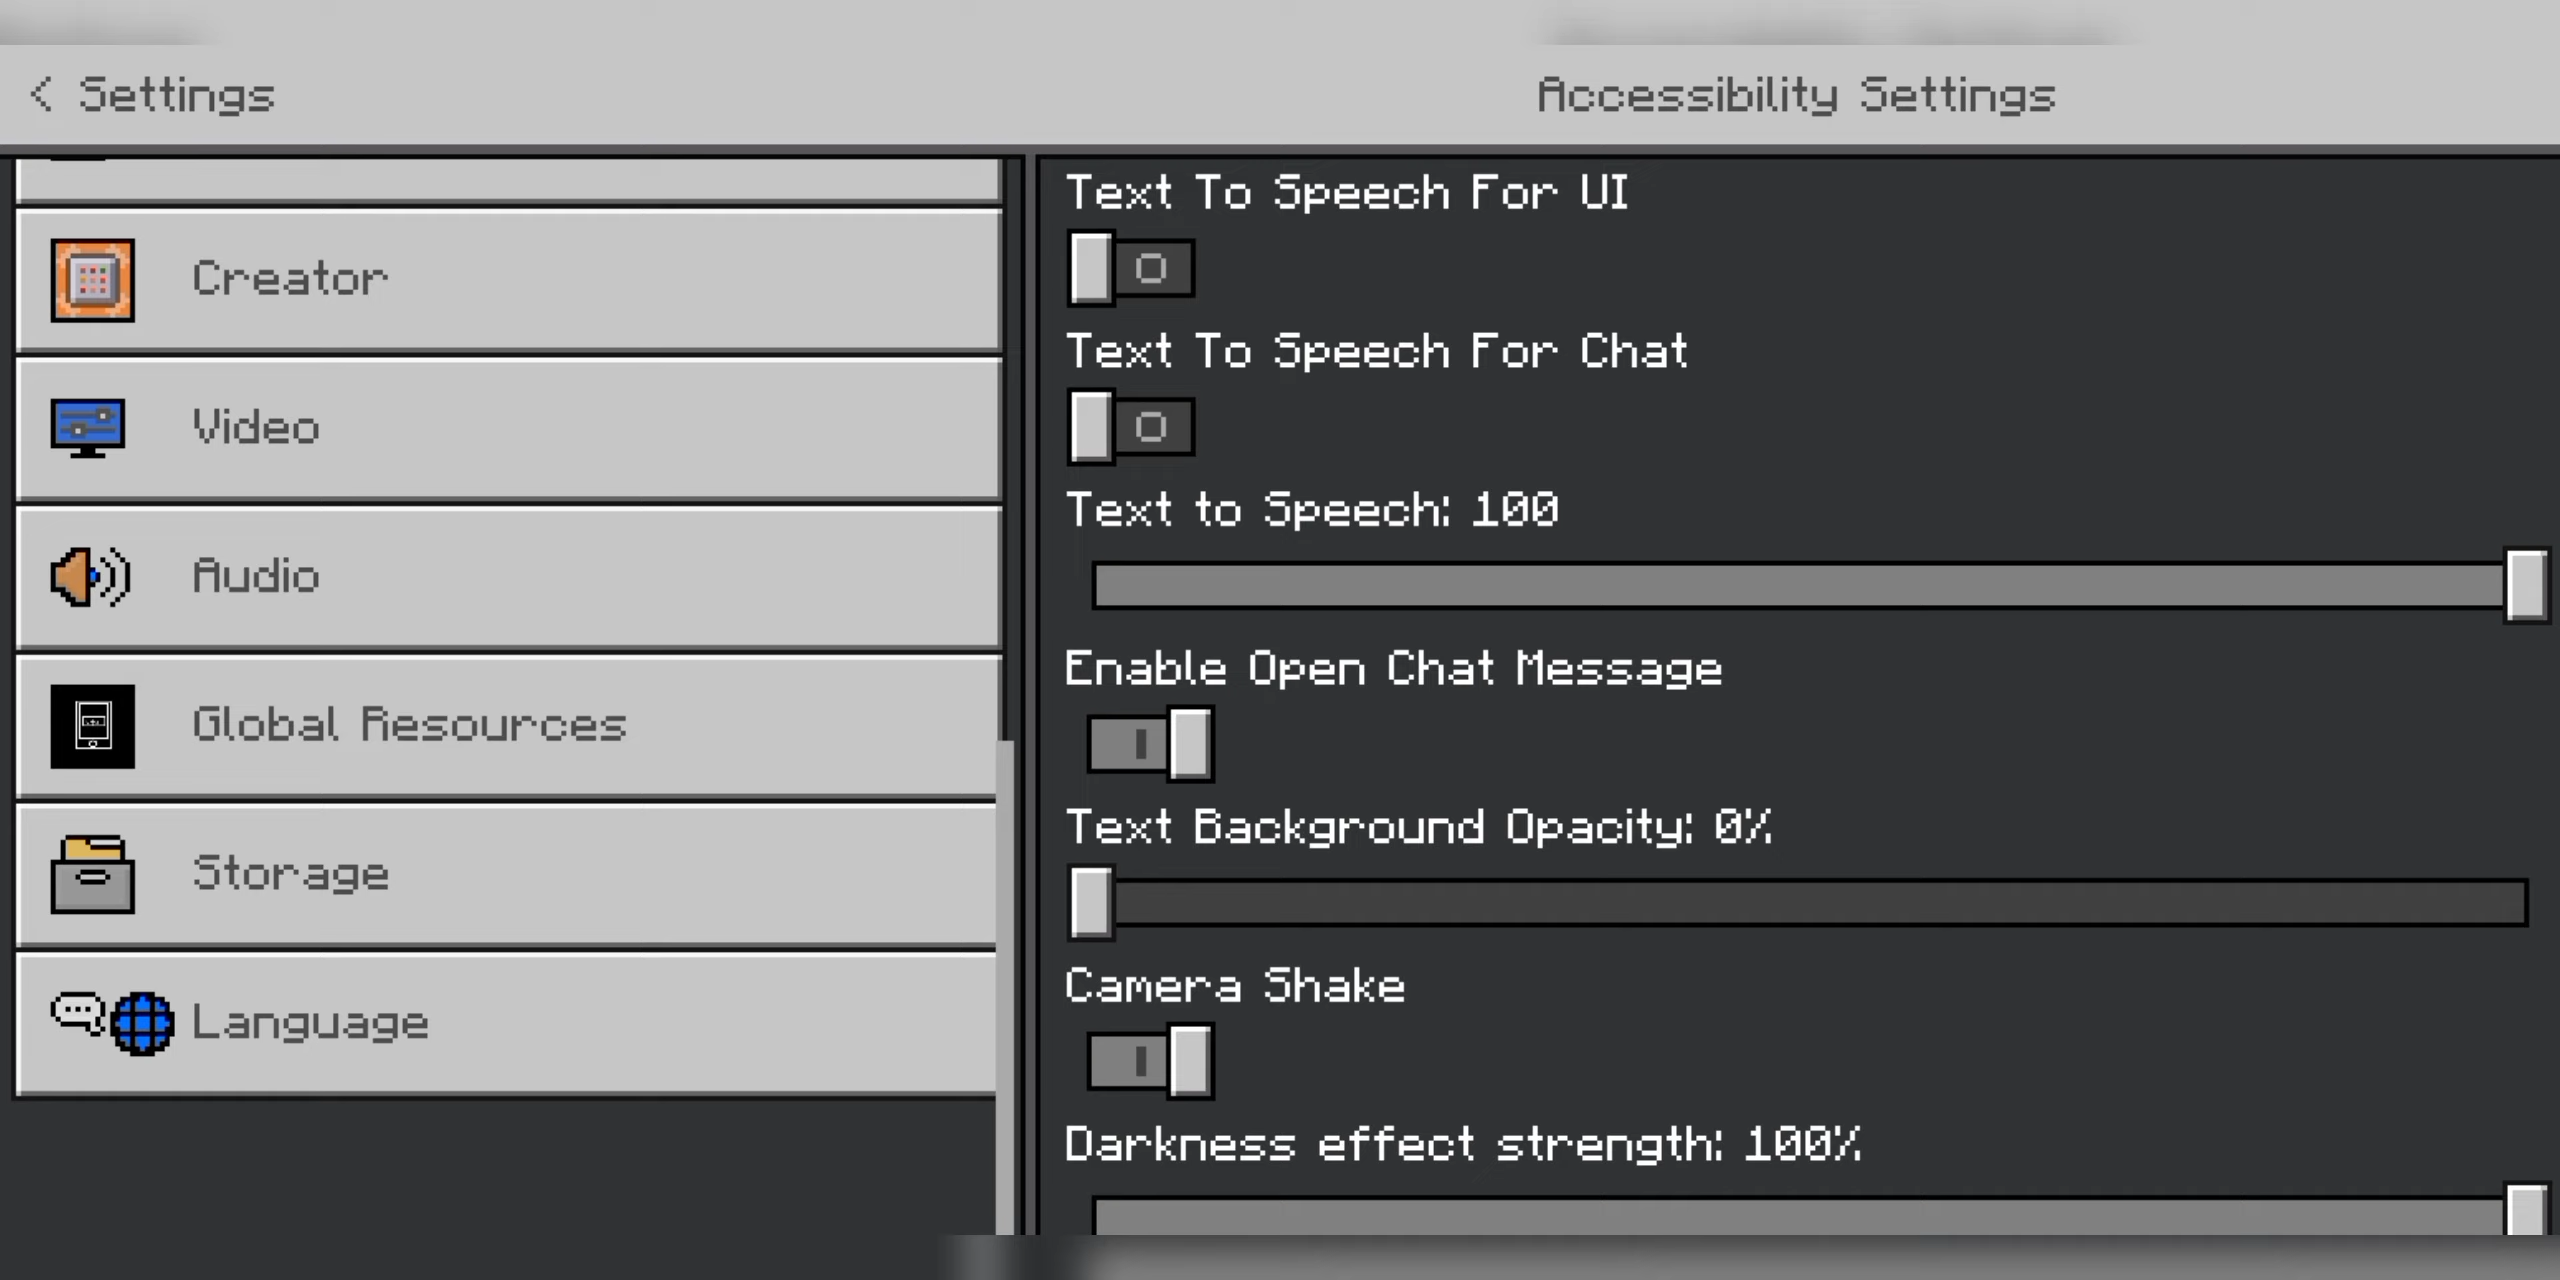 < Settings
Accessibility Settings
Creator
Video
Audio
Global Resources
Storage
Language
Text To Speech For UI
Text To Speech For Chat
Text to Speech: 100
Enable Open Chat Message
Text Background Opacity: 0%
Camera Shake
Darkness effect strength: 100%